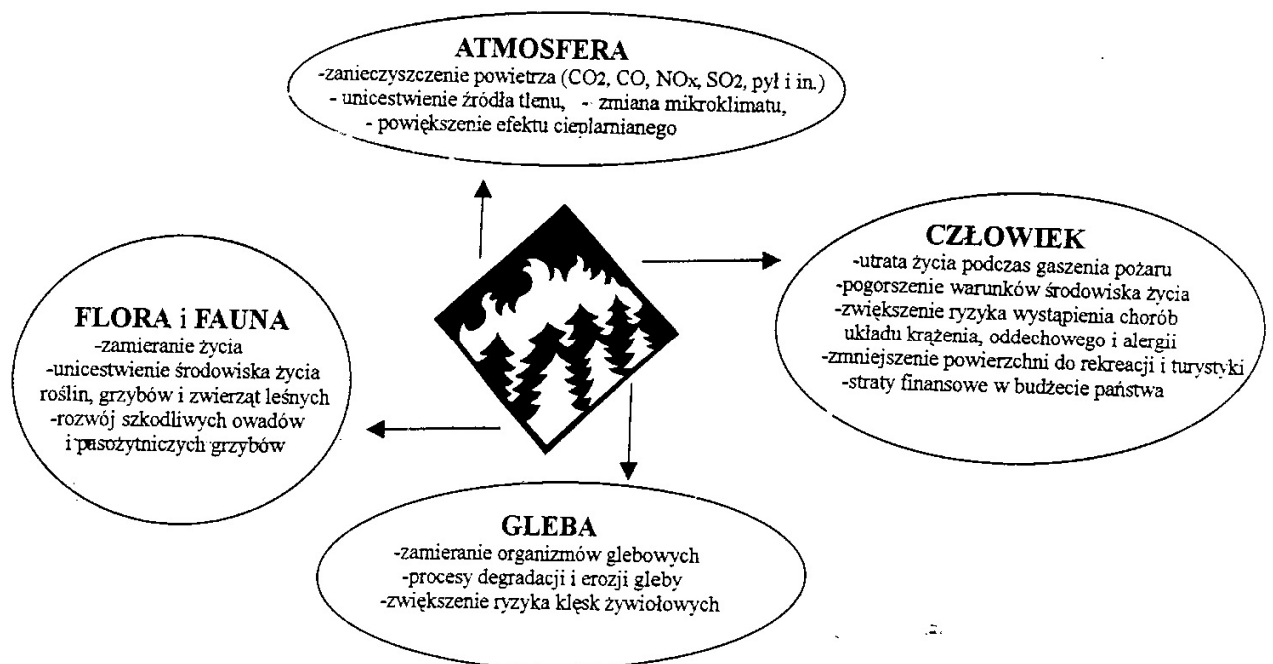 ATMOSFERA
-zanieczyszczenie powietrza (CO2, CO, NOx, SO2, pył i in.)
- unicestwienie źródła tlenu, - zmiana mikroklimatu,
- powiększenie efektu cieplarnianego
CZŁOWIEK
-utrata życia podczas gaszenia pożaru
-pogorszenie warunków środowiska życia
-zwiększenie ryzyka wystąpienia chorób
układu krążenia, oddechowego i alergii
-zmniejszenie powierzchni do rekreacji i turystyki
-straty finansowe w budżecie państwa
FLORA i FAUNA
-zamieranie życia
-unicestwienie środowiska życia
roślin, grzybów i zwierząt leśnych
-rozwój szkodliwych owadów
i pasożytniczych grzybów
GLEBA
-zamieranie organizmów glebowych
-procesy degradacji i erozji gleby
-zwiększenie ryzyka klęsk żywiołowych